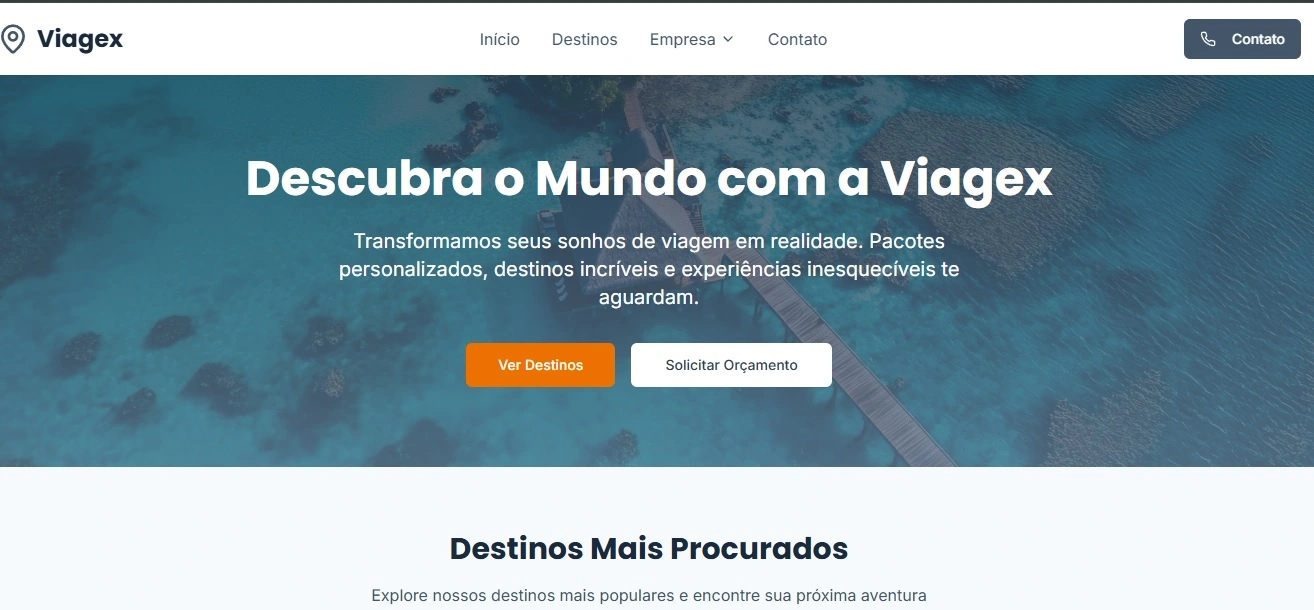 Viagex
Início
Destinos
Empresa
Contato
Contato
Descubra o Mundo com a Viagex
Transformamos seus sonhos de viagem em realidade. Pacotes
personalizados, destinos incríveis e experiências inesquecíveis te
aguardam.
Ver Destinos
Solicitar Orçamento
Destinos Mais Procurados
Explore nossos destinos mais populares e encontre sua próxima aventura